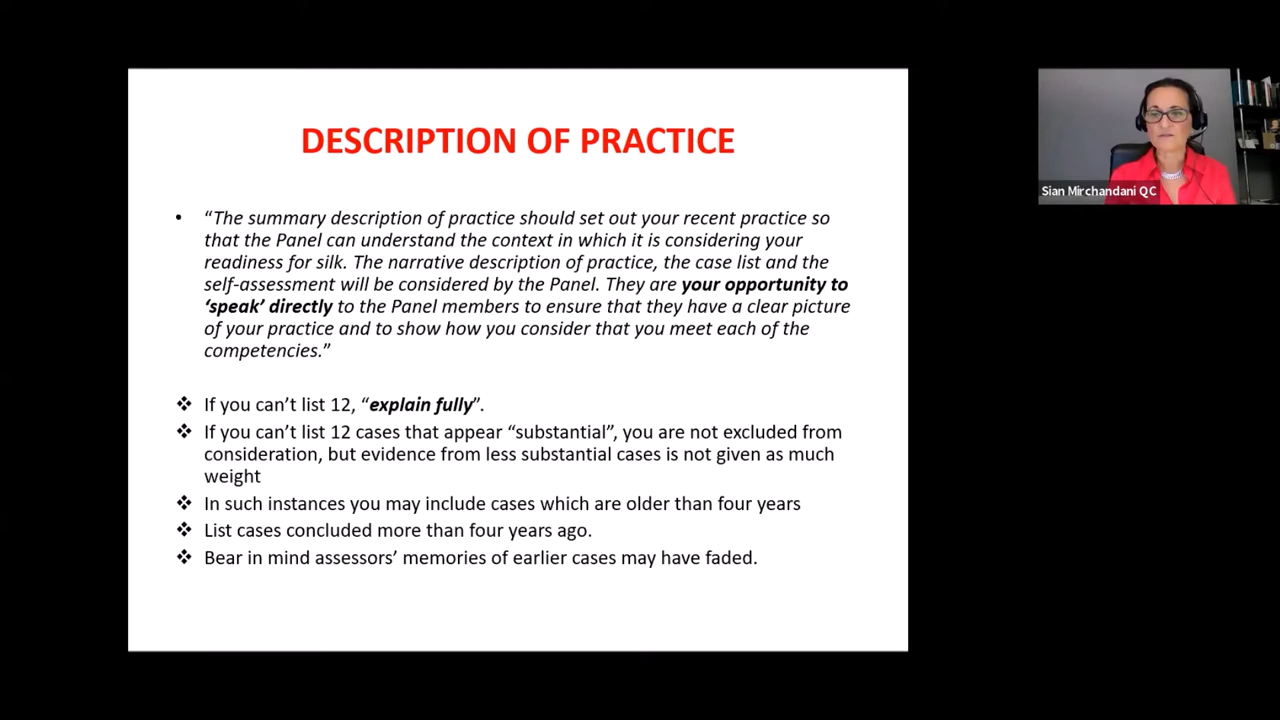 DESCRIPTION OF PRACTICE
• “The summary description of practice should set out your recent practice so
that the Panel can understand the context in which it is considering your
readiness for silk. The narrative description of practice, the case list and the
self-assessment will be considered by the Panel. They are your opportunity to
‘speak’ directly to the Panel members to ensure that they have a clear picture
of your practice and to show how you consider that you meet each of the
competencies.”
❖ If you can’t list 12, “explain fully”.
❖ If you can’t list 12 cases that appear “substantial”, you are not excluded from
consideration, but evidence from less substantial cases is not given as much
weight
❖ In such instances you may include cases which are older than four years
❖ List cases concluded more than four years ago.
❖ Bear in mind assessors’ memories of earlier cases may have faded.
Sian Mirchandani QC